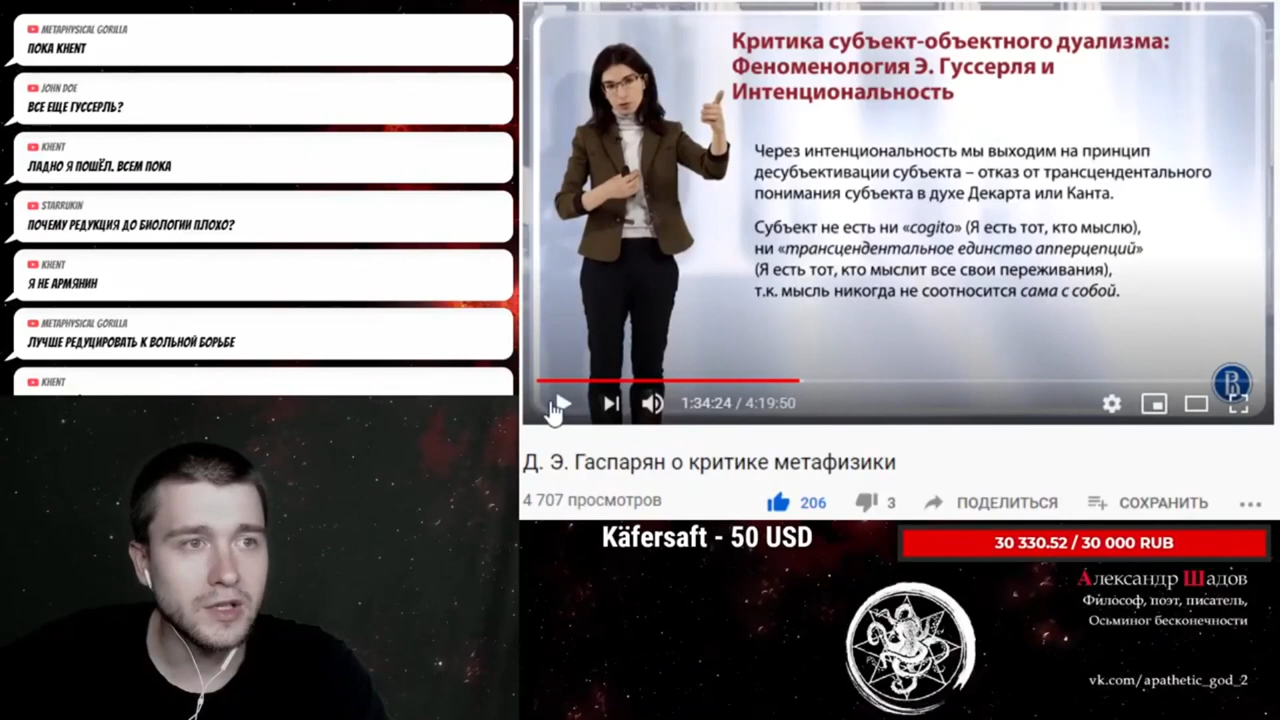 METAPHYSICAL GORILLA
ПОКА KHENT
JOHN DOE
ВСЕ ЕЩЕ ГУССЕРЛЬ?
KHENT
ЛАДНО Я ПОШЁЛ. ВСЕМ ПОКА
STARRUKIN
ПОЧЕМУ РЕДУКЦИЯ ДО БИОЛОГИИ ПЛОХО?
KHENT
Я НЕ АРМЯНИН
METAPHYSICAL GORILLA
ЛУЧШЕ РЕДУЦИРОВАТЬ К ВОЛЬНОЙ БОРЬБЕ
KHENT
Критика субъект-объектного дуализма:
Феноменология Э. Гуссерля и
Интенциональность
Через интенциональность мы выходим на принцип
десубъективации субъекта – отказ от трансцендентального
понимания субъекта в духе Декарта или Канта.
Субъект не есть ни «cogito» (Я есть тот, кто мыслю),
ни «трансцендентальное единство апперцепций»
(Я есть тот, кто мыслит все свои переживания),
т.к. мысль никогда не соотносится сама с собой.
1:34:24 / 4:19:50
Д. Э. Гаспарян о критике метафизики
4 707 просмотров
206
3
ПОДЕЛИТЬСЯ
СОХРАНИТЬ
Käfersaft - 50 USD
30 330.52 / 30 000 RUB
Александр Шадов
Философ, поэт, писатель,
Осьминог бесконечности
vk.com/apathetic_god_2